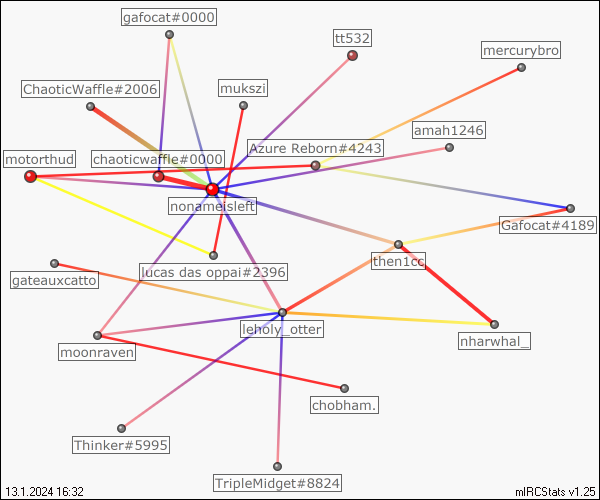 gafocat#0000
tt532
mercurybro
ChaoticWaffle#2006
mukszi
amah1246
Azure Reborn#4243
motorthud
chaoticwaffle#0000
nonameisleft
Gafocat#4189
then1cc
lucas das oppai#2396
gateauxcatto
leholy_otter
nharwhal_
moonraven
chobham.
Thinker#5995
TripleMidget#8824
13.1.2024 16:32
mIRCStats v1.25